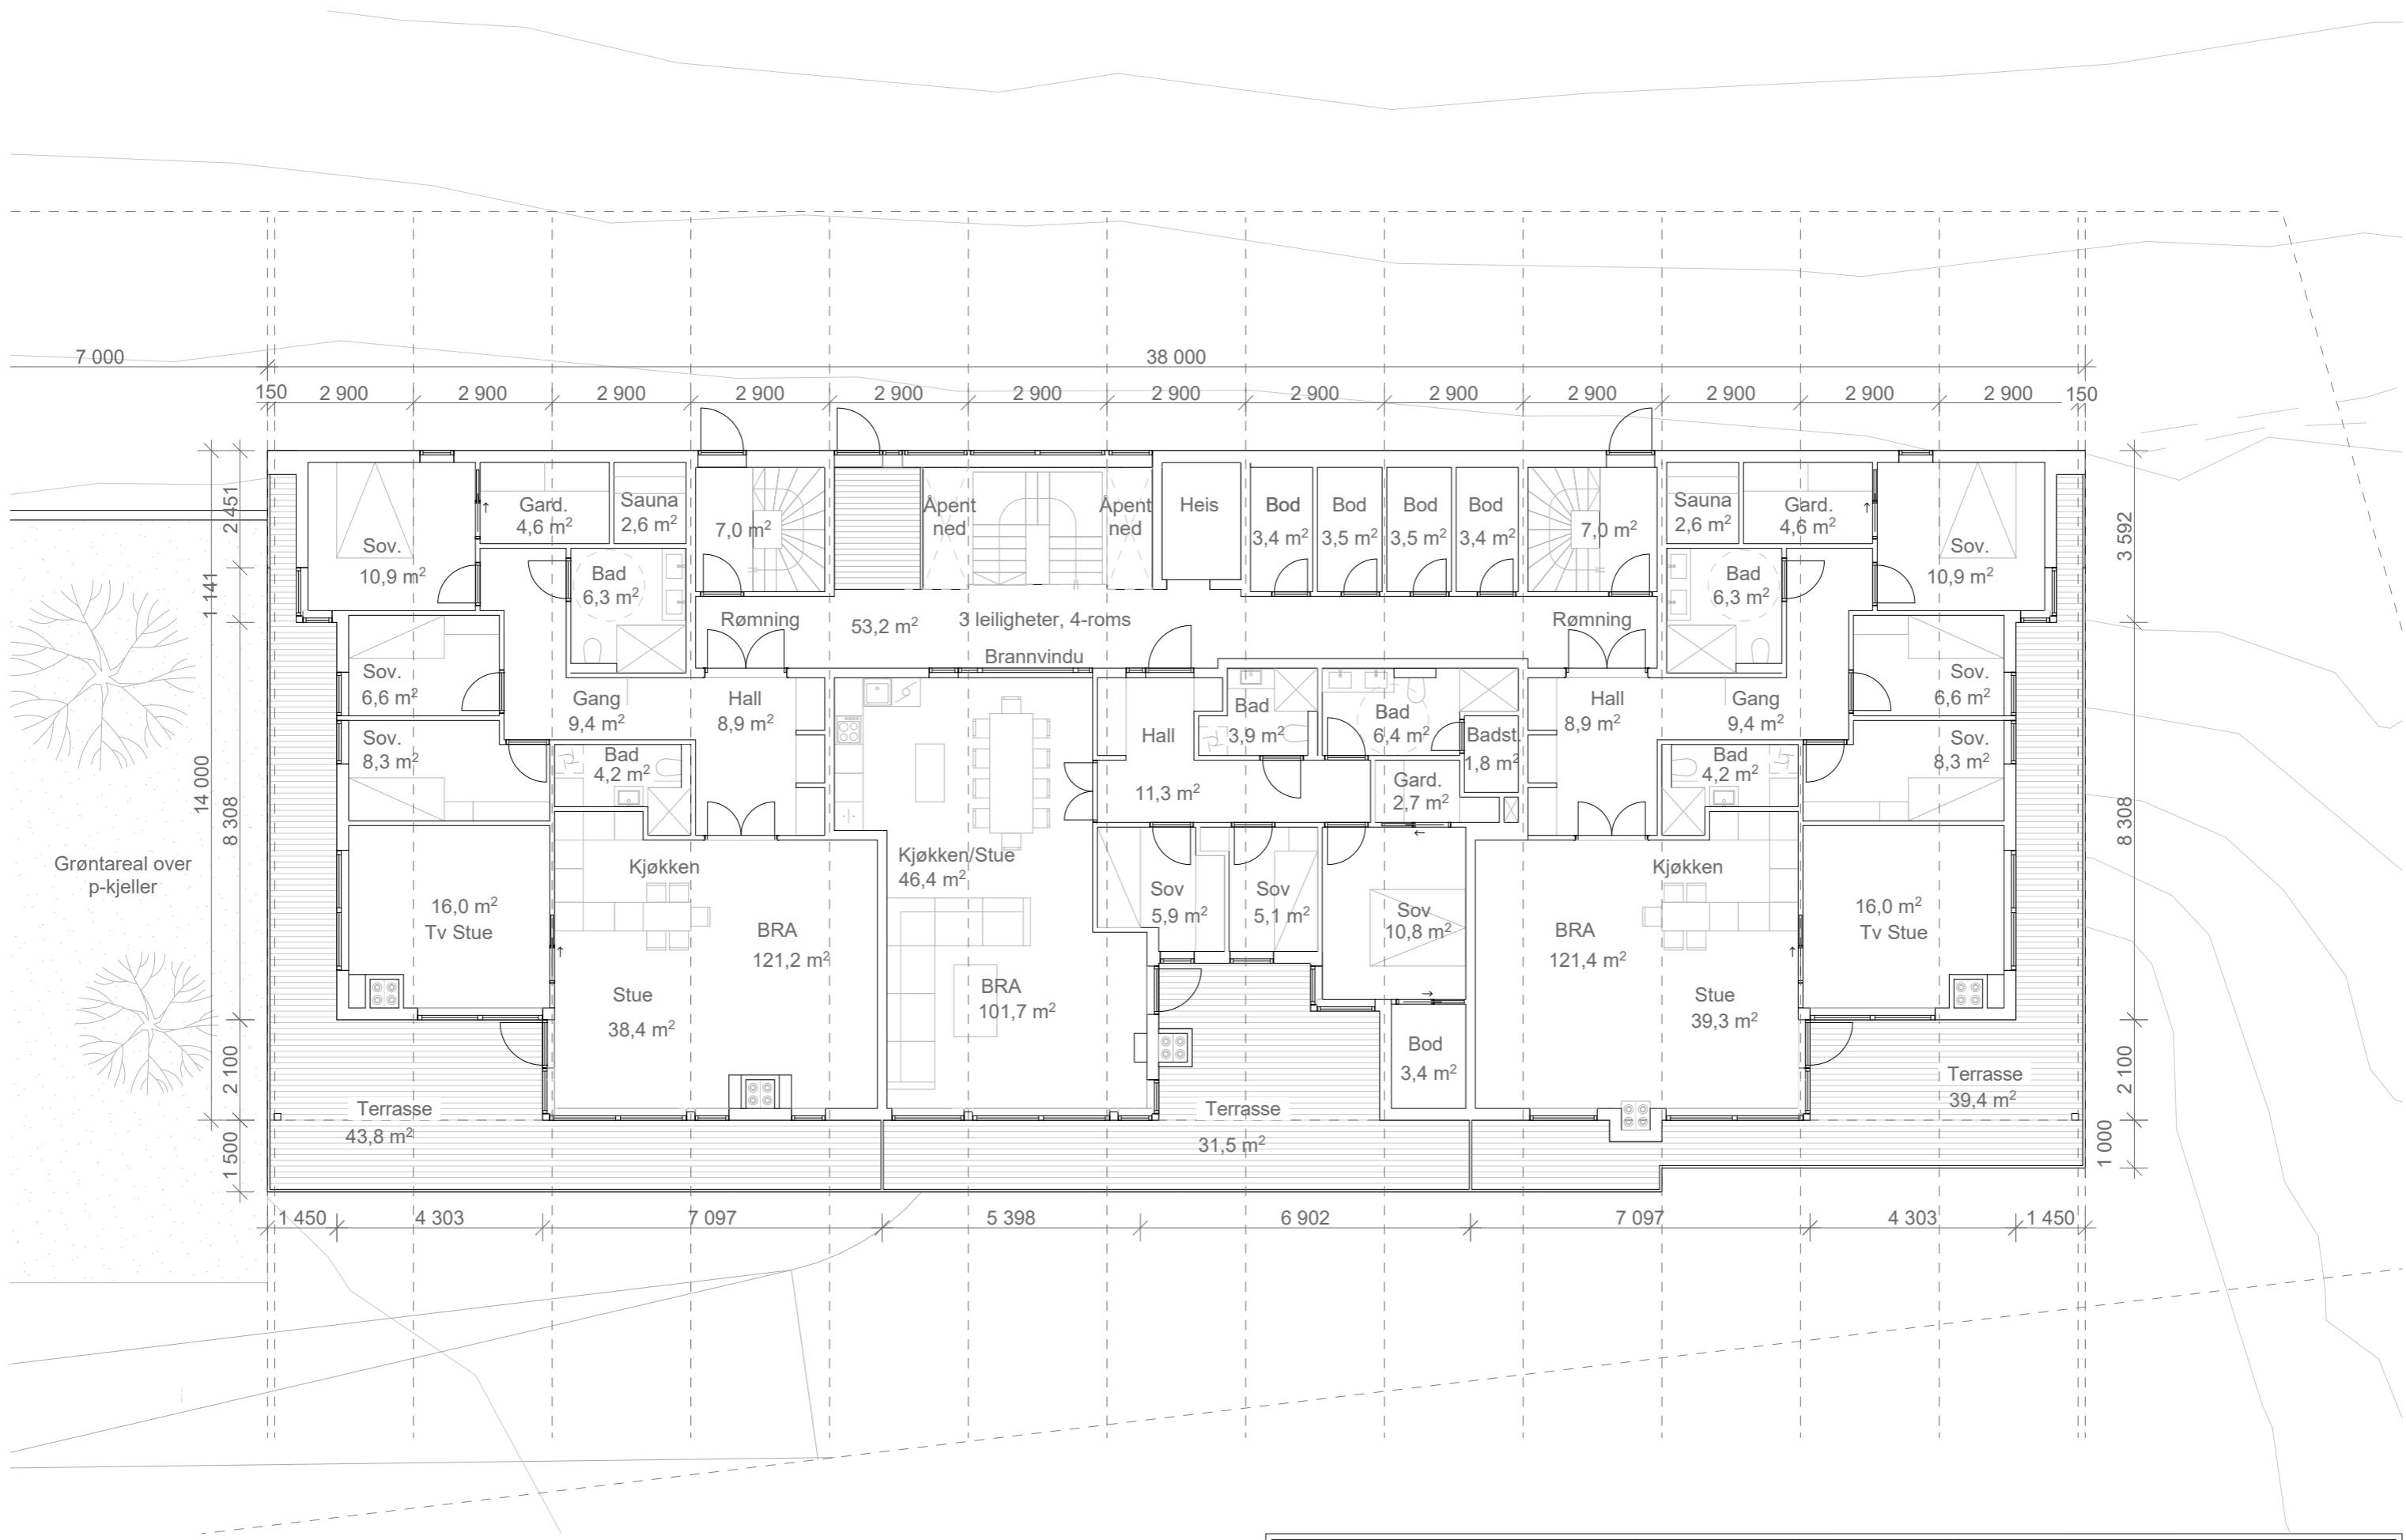 7 000
38 000
150
2 900
2 900
2 900
2 900
2 900
2 900
2 900
2 900
2 900
2 900
2 900
2 900
2 900
150
2 451
1 141
14 000
8 308
2 100
1 500
3 592
8 308
2 100
1 000
Sov.
10,9 m²
Gard.
4,6 m²
Sauna
2,6 m²
7,0 m²
Åpent
ned
Åpent
ned
Heis
Bod
3,4 m²
Bod
3,5 m²
Bod
3,5 m²
Bod
3,4 m²
7,0 m²
Sauna
2,6 m²
Gard.
4,6 m²
Sov.
10,9 m²
Bad
6,3 m²
Rømning
53,2 m²
3 leiligheter, 4-roms
Brannvindu
Rømning
Bad
6,3 m²
Sov.
6,6 m²
Gang
9,4 m²
Hall
8,9 m²
Hall
11,3 m²
Bad
3,9 m²
Bad
6,4 m²
Badst.
1,8 m²
Gard.
2,7 m²
Hall
8,9 m²
Gang
9,4 m²
Sov.
6,6 m²
Sov.
8,3 m²
Bad
4,2 m²
Bad
4,2 m²
Sov.
8,3 m²
Grøntareal over
p-kjeller
16,0 m²
Tv Stue
Kjøkken
BRA
121,2 m²
Stue
38,4 m²
Kjøkken/Stue
46,4 m²
BRA
101,7 m²
Sov
5,9 m²
Sov
5,1 m²
Sov
10,8 m²
Bod
3,4 m²
Kjøkken
BRA
121,4 m²
Stue
39,3 m²
16,0 m²
Tv Stue
Terrasse
43,8 m²
Terrasse
31,5 m²
Terrasse
39,4 m²
1 450
4 303
7 097
5 398
6 902
7 097
4 303
1 450